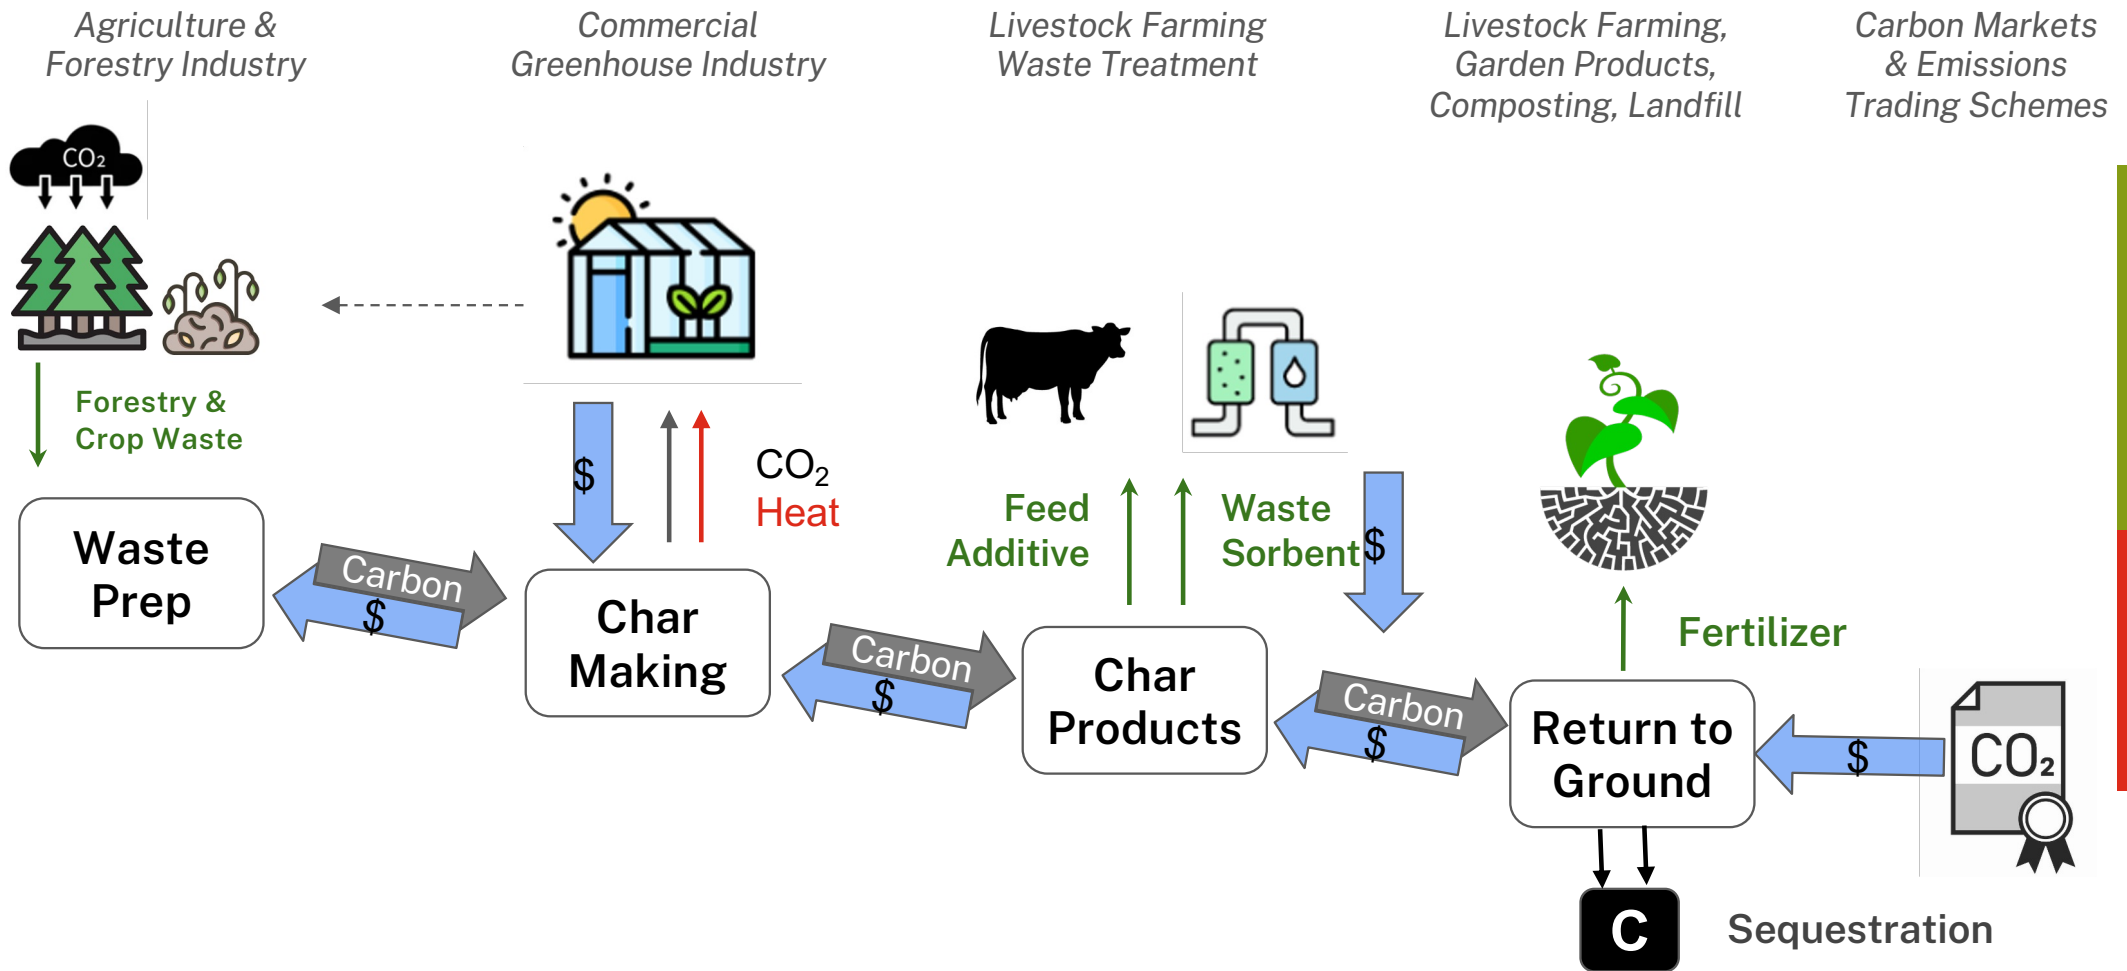 Agriculture &
Forestry Industry
Commercial
Greenhouse Industry
Livestock Farming
Waste Treatment
Livestock Farming,
Garden Products,
Composting, Landfill
Carbon Markets
& Emissions
Trading Schemes
CO₂
Forestry &
Crop Waste
$
CO₂
Heat
Feed
Additive
Waste
Sorbent
$
Fertilizer
Waste
Prep
Carbon
$
Char
Making
Carbon
$
Char
Products
Carbon
$
Return to
Ground
$
CO₂
C
Sequestration